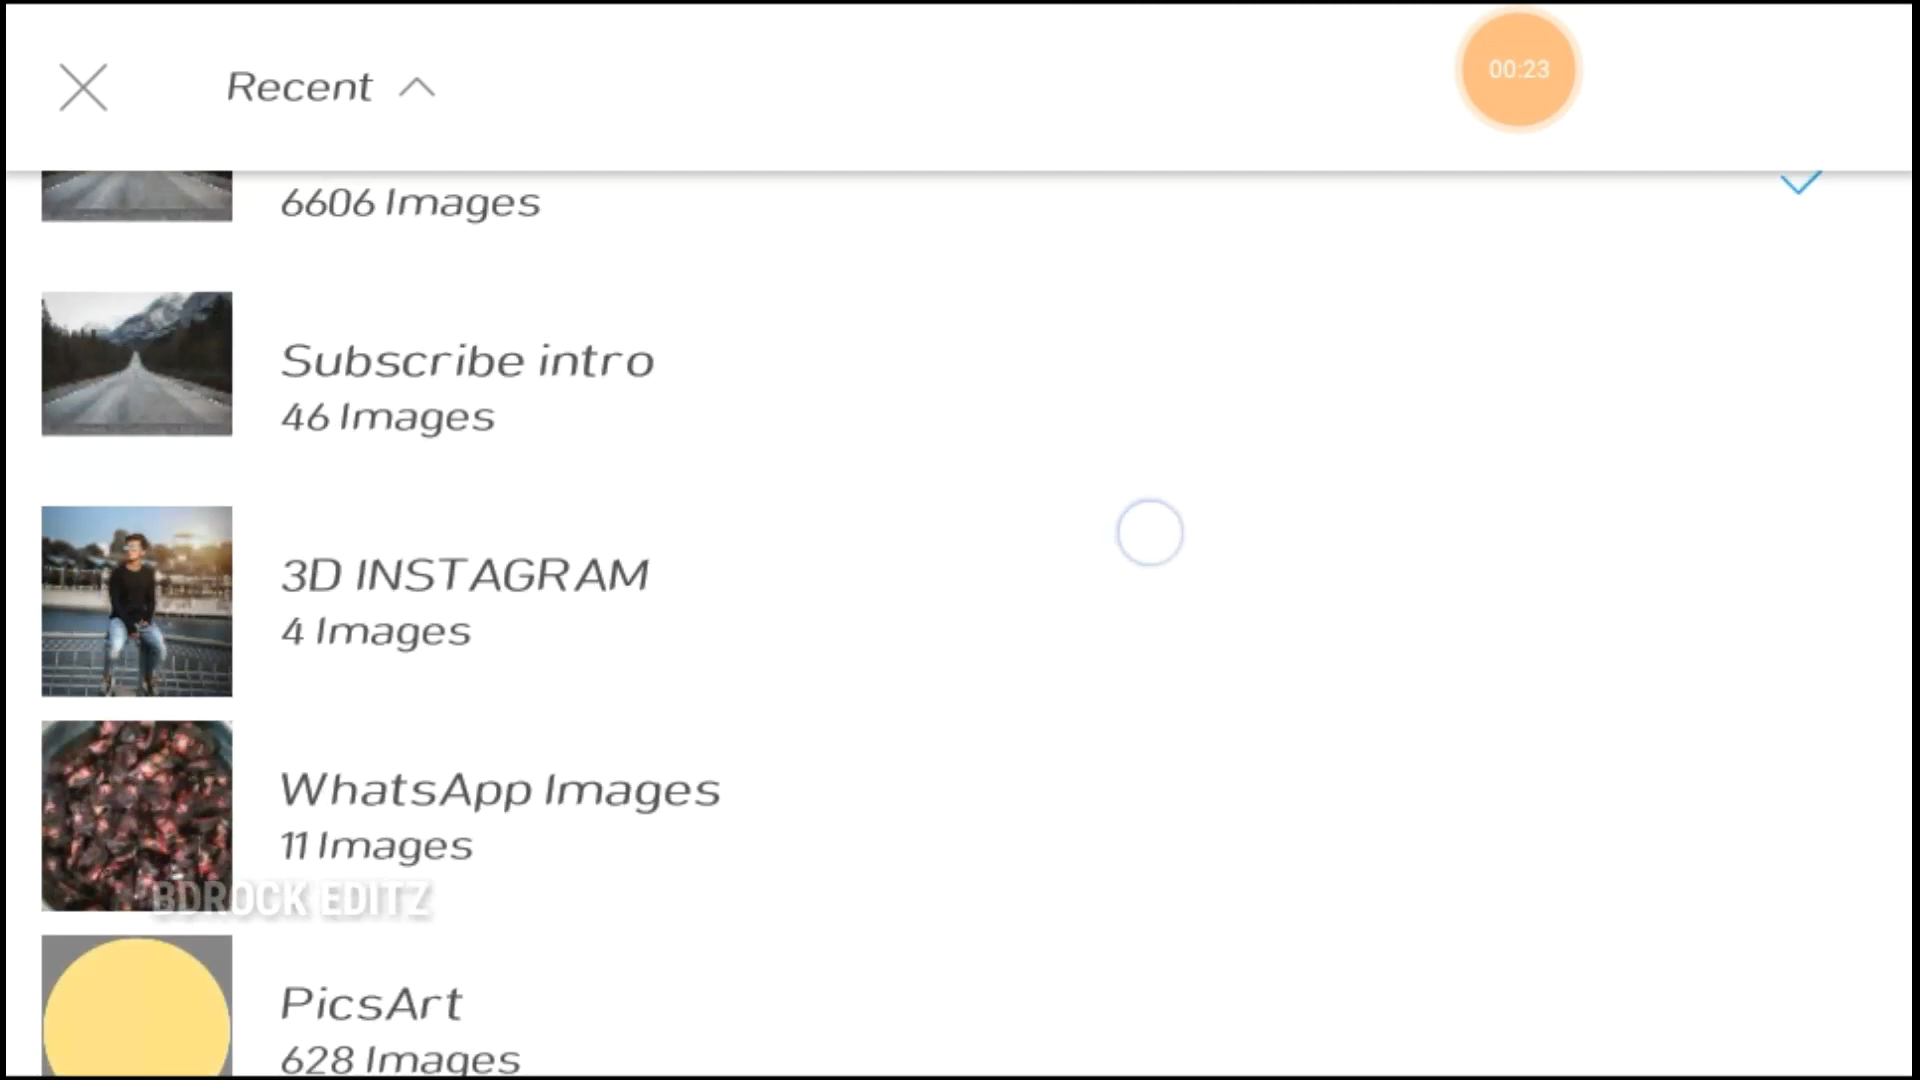 Recent
00:23
6606 Images
Subscribe intro
46 Images
3D INSTAGRAM
4 Images
WhatsApp Images
11 Images
BDROCK EDITZ
PicsArt
628 Images